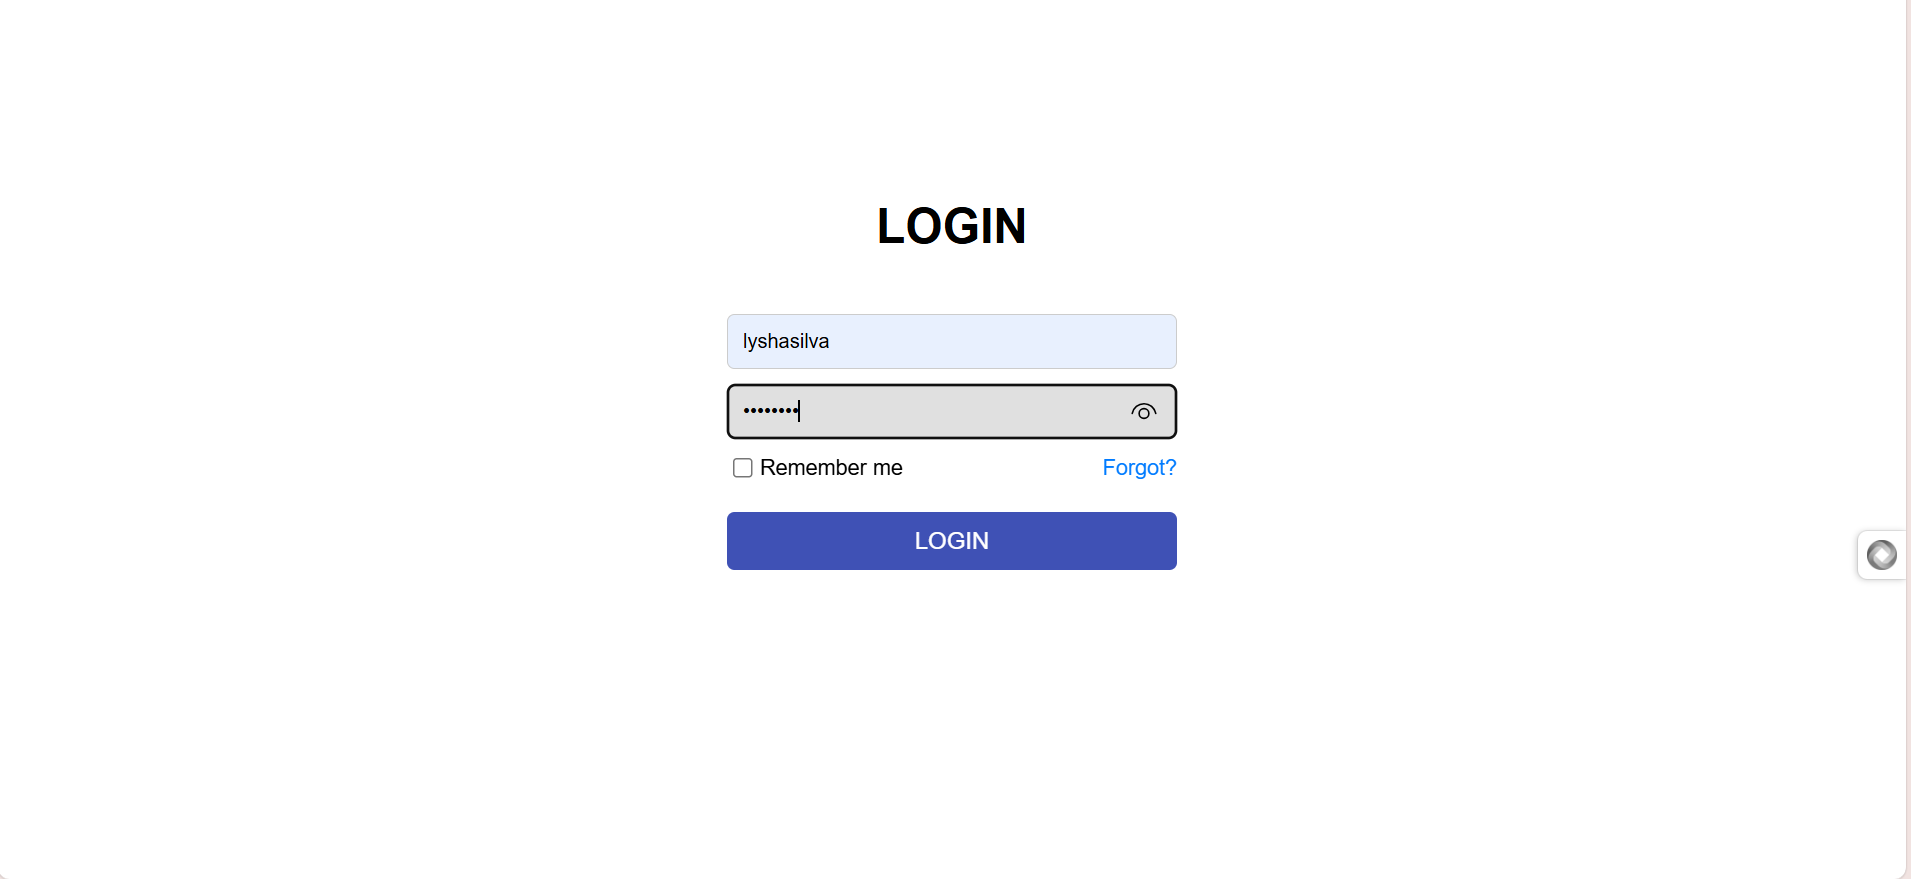 LOGIN
lyshasilva
••••••••
Remember me Forgot?
LOGIN